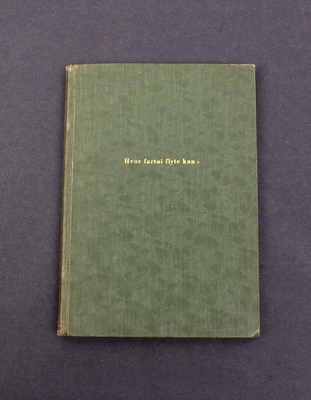 Hvor fartøi flyte kan -